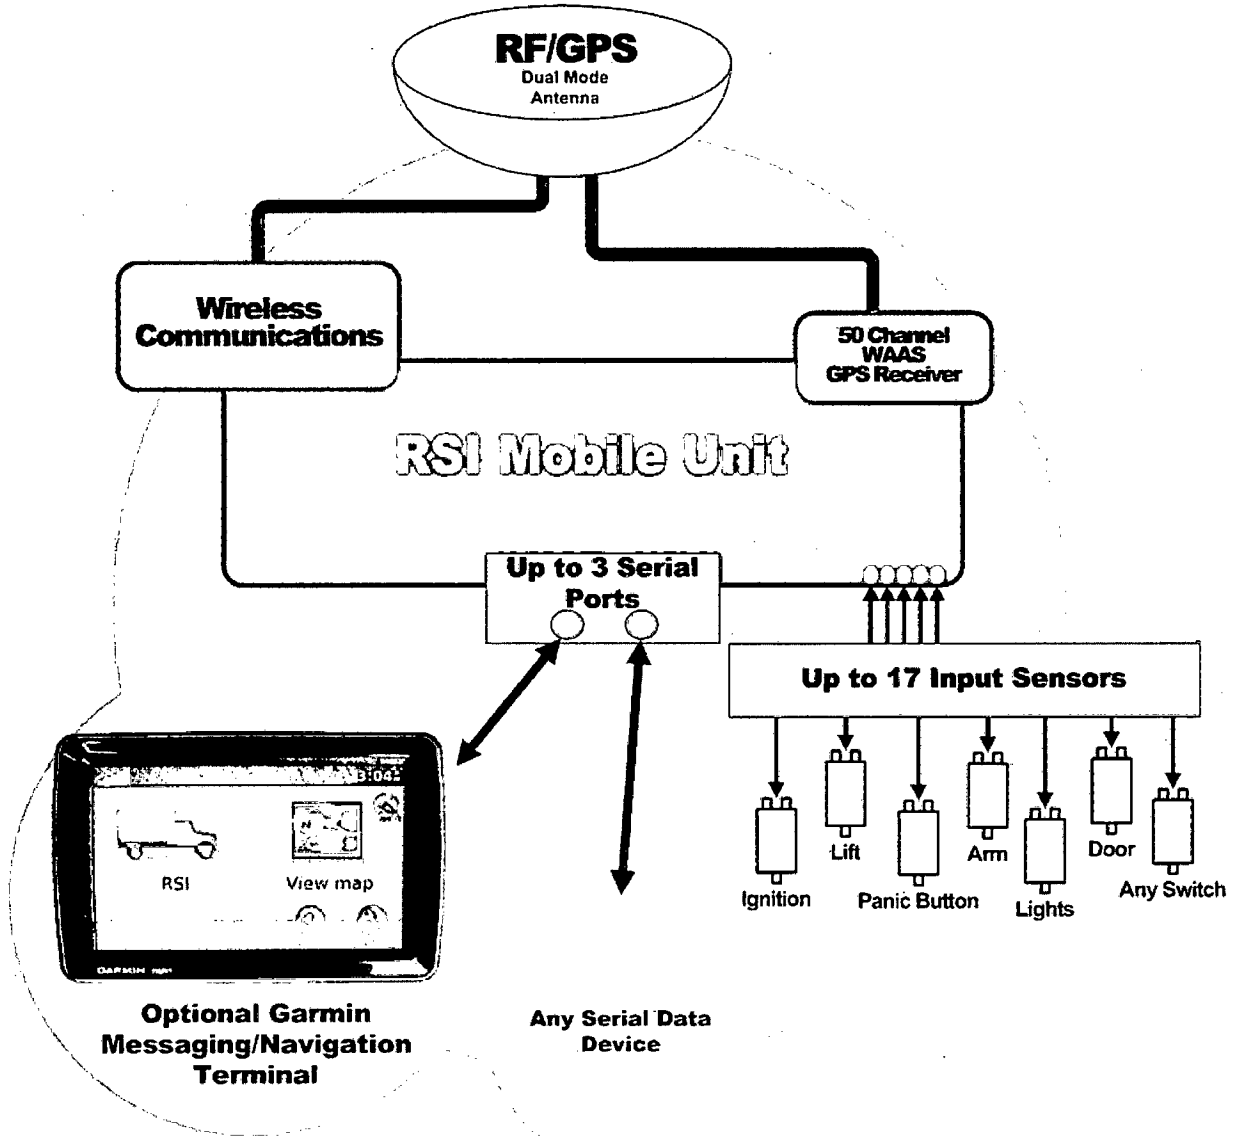 RF/GPS
Dual Mode
Antenna
Wireless
Communications
50 Channel
WAAS
GPS Receiver
RSI Mobile Unit
Up to 3 Serial
Ports
Up to 17 Input Sensors
3:04
RSI
View map
GARMIN
Ignition
Lift
Panic Button
Arm
Lights
Door
Any Switch
Optional Garmin
Messaging/Navigation
Terminal
Any Serial Data
Device